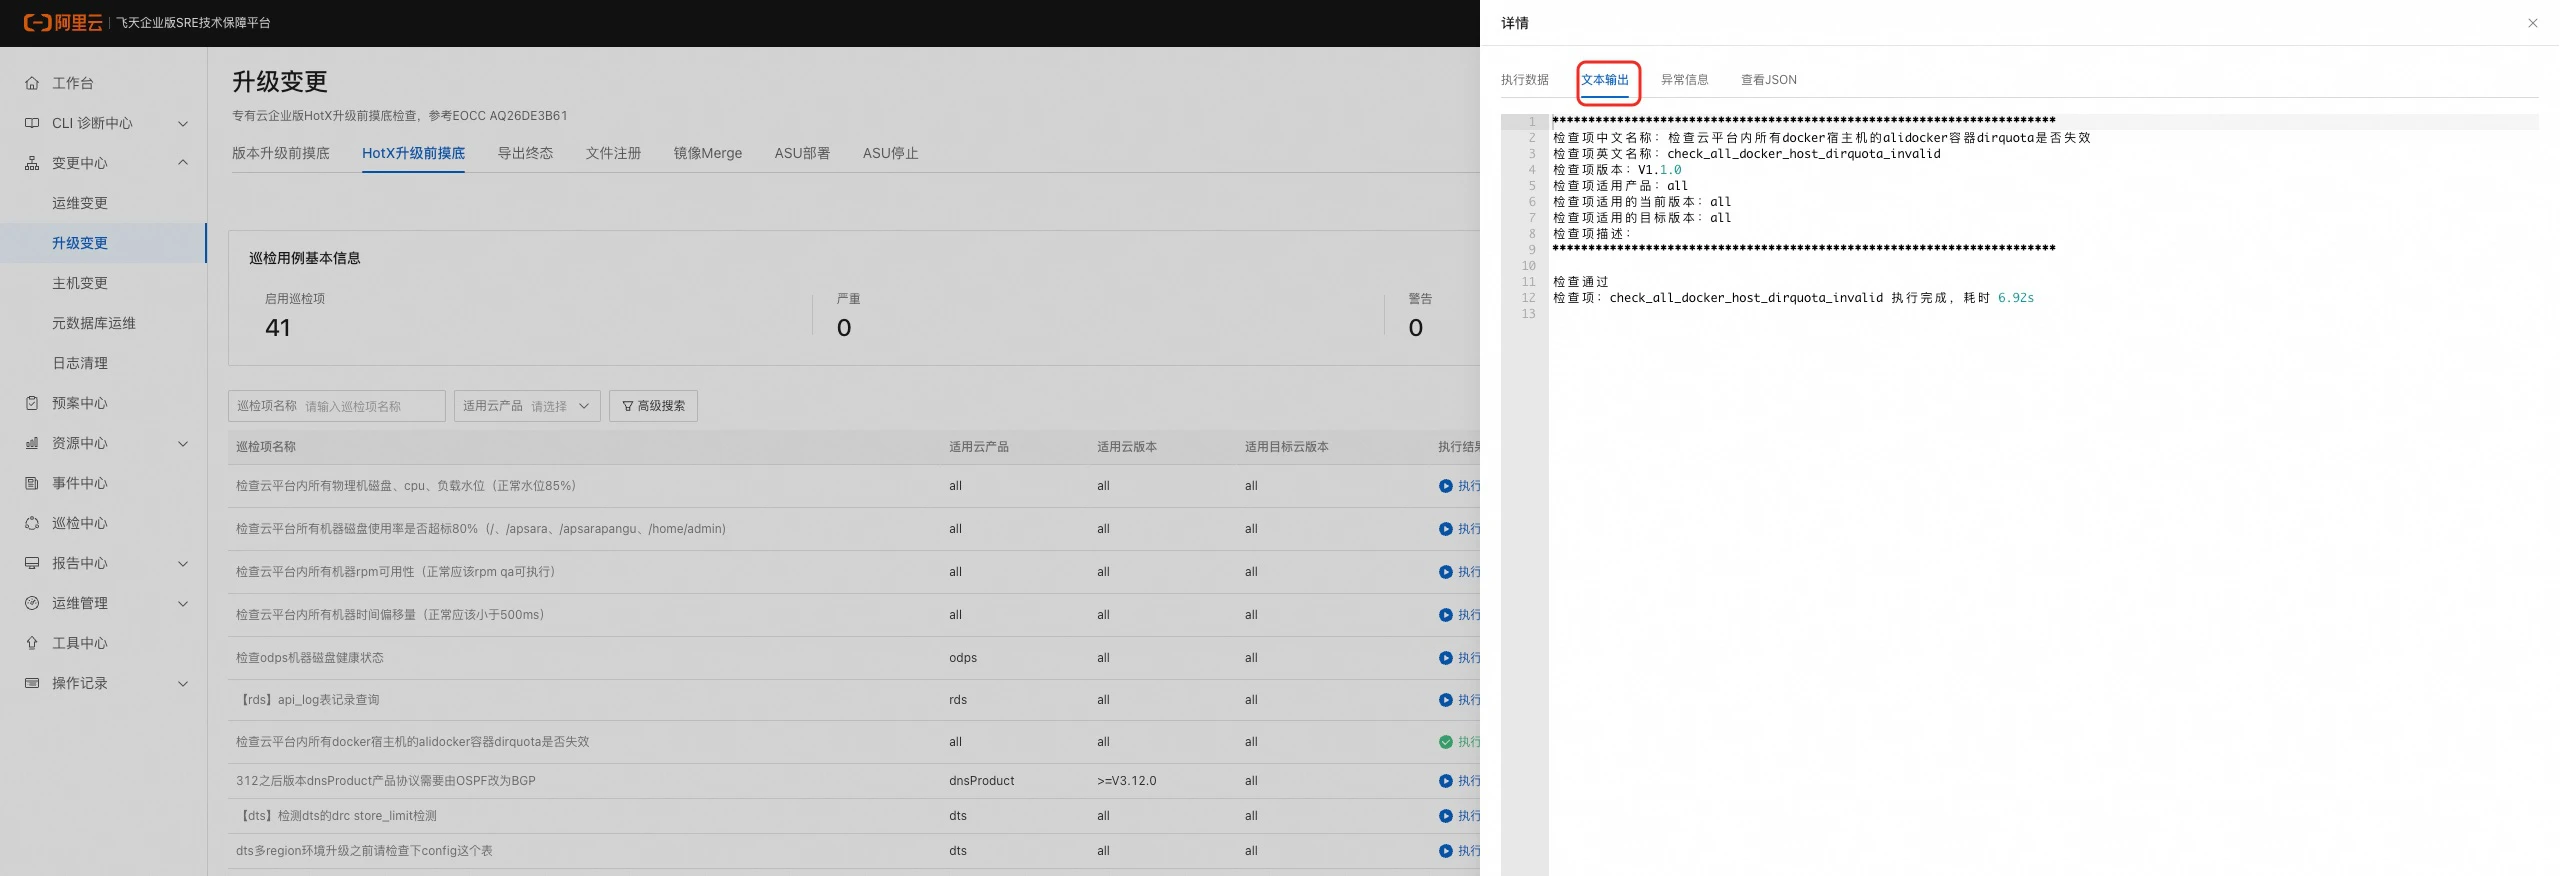 阿里云 飞天企业版SRE技术保障平台
工作台
CLI 诊断中心
变更中心
运维变更
升级变更
主机变更
元数据库运维
日志清理
预案中心
资源中心
事件中心
巡检中心
报告中心
运维管理
工具中心
操作记录
升级变更
专有云企业版HotX升级前摸底检查，参考EOCC AQ26DE3B61
版本升级前摸底 HotX升级前摸底 导出终态 文件注册 镜像Merge ASU部署 ASU停止
巡检用例基本信息
启用巡检项 严重 警告
41 0 0
巡检项名称 请输入巡检项名称 适用云产品 请选择 高级搜索
巡检项名称 适用云产品 适用云版本 适用目标云版本 执行结果
检查云平台内所有物理机磁盘、cpu、负载水位（正常水位85%） all all all 执行
检查云平台所有机器磁盘使用率是否超标80%（/、/apsara、/apsarapangu、/home/admin） all all all 执行
检查云平台内所有机器rpm可用性（正常应该rpm qa可执行） all all all 执行
检查云平台内所有机器时间偏移量（正常应该小于500ms） all all all 执行
检查odps机器磁盘健康状态 odps all all 执行
【rds】api_log表记录查询 rds all all 执行
检查云平台内所有docker宿主机的alidocker容器dirquota是否失效 all all all 执行
312之后版本dnsProduct产品协议需要由OSPF改为BGP dnsProduct >=V3.12.0 all 执行
【dts】检测dts的drc store_limit检测 dts all all 执行
dts多region环境升级之前请检查下config这个表 dts all all 执行
详情
执行数据 文本输出 异常信息 查看JSON
1 **********************************************************************
2 检查项中文名称：检查云平台内所有docker宿主机的alidocker容器dirquota是否失效
3 检查项英文名称：check_all_docker_host_dirquota_invalid
4 检查项版本：V1.1.0
5 检查项适用产品：all
6 检查项适用的当前版本：all
7 检查项适用的目标版本：all
8 检查项描述：
9 **********************************************************************
10
11 检查通过
12 检查项：check_all_docker_host_dirquota_invalid 执行完成，耗时 6.92s
13